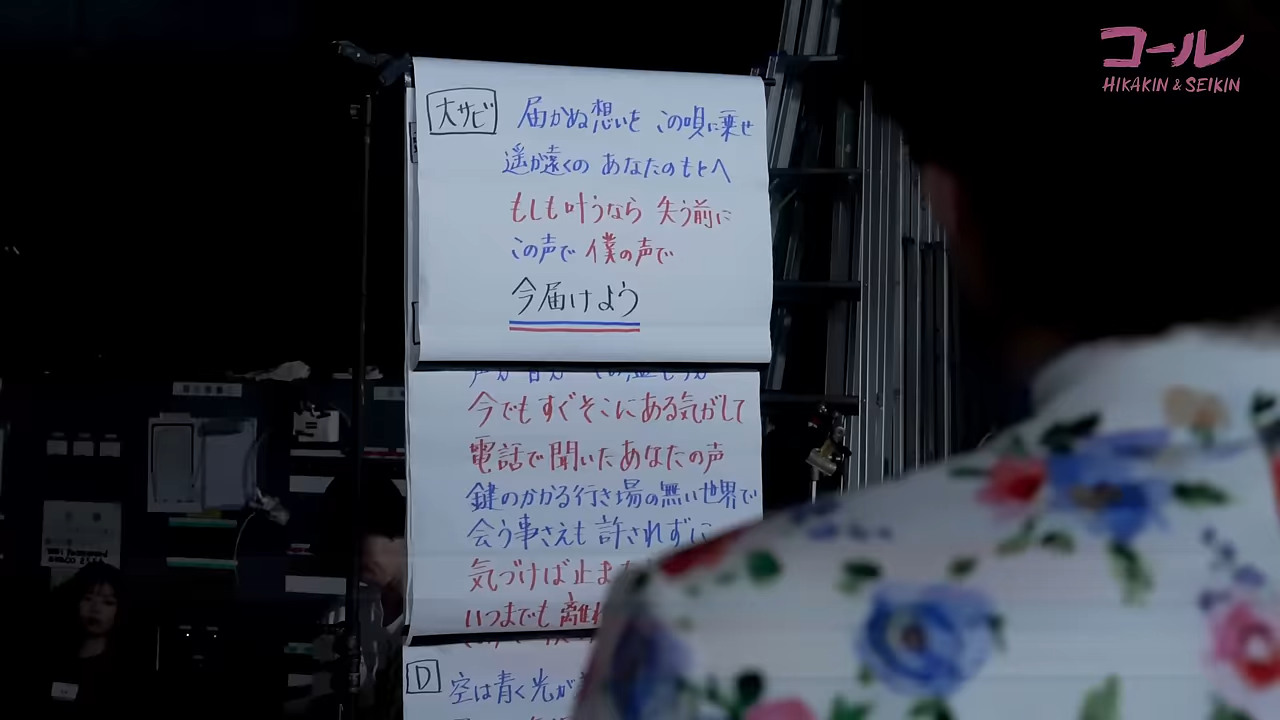 コール
HIKAKIN & SEIKIN
大サビ 届かぬ想いを この唄に乗せ
遥か遠くの あなたのもとへ
もしも叶うなら 失う前に
この声で 僕の声で
今届けよう
今でもすぐそこにある気がして
電話で聞いたあなたの声
鍵のかかる行き場の無い世界で
会う事さえも 許されずに
気づけば止ま
いつまでも 離れ
D 空は青く光が